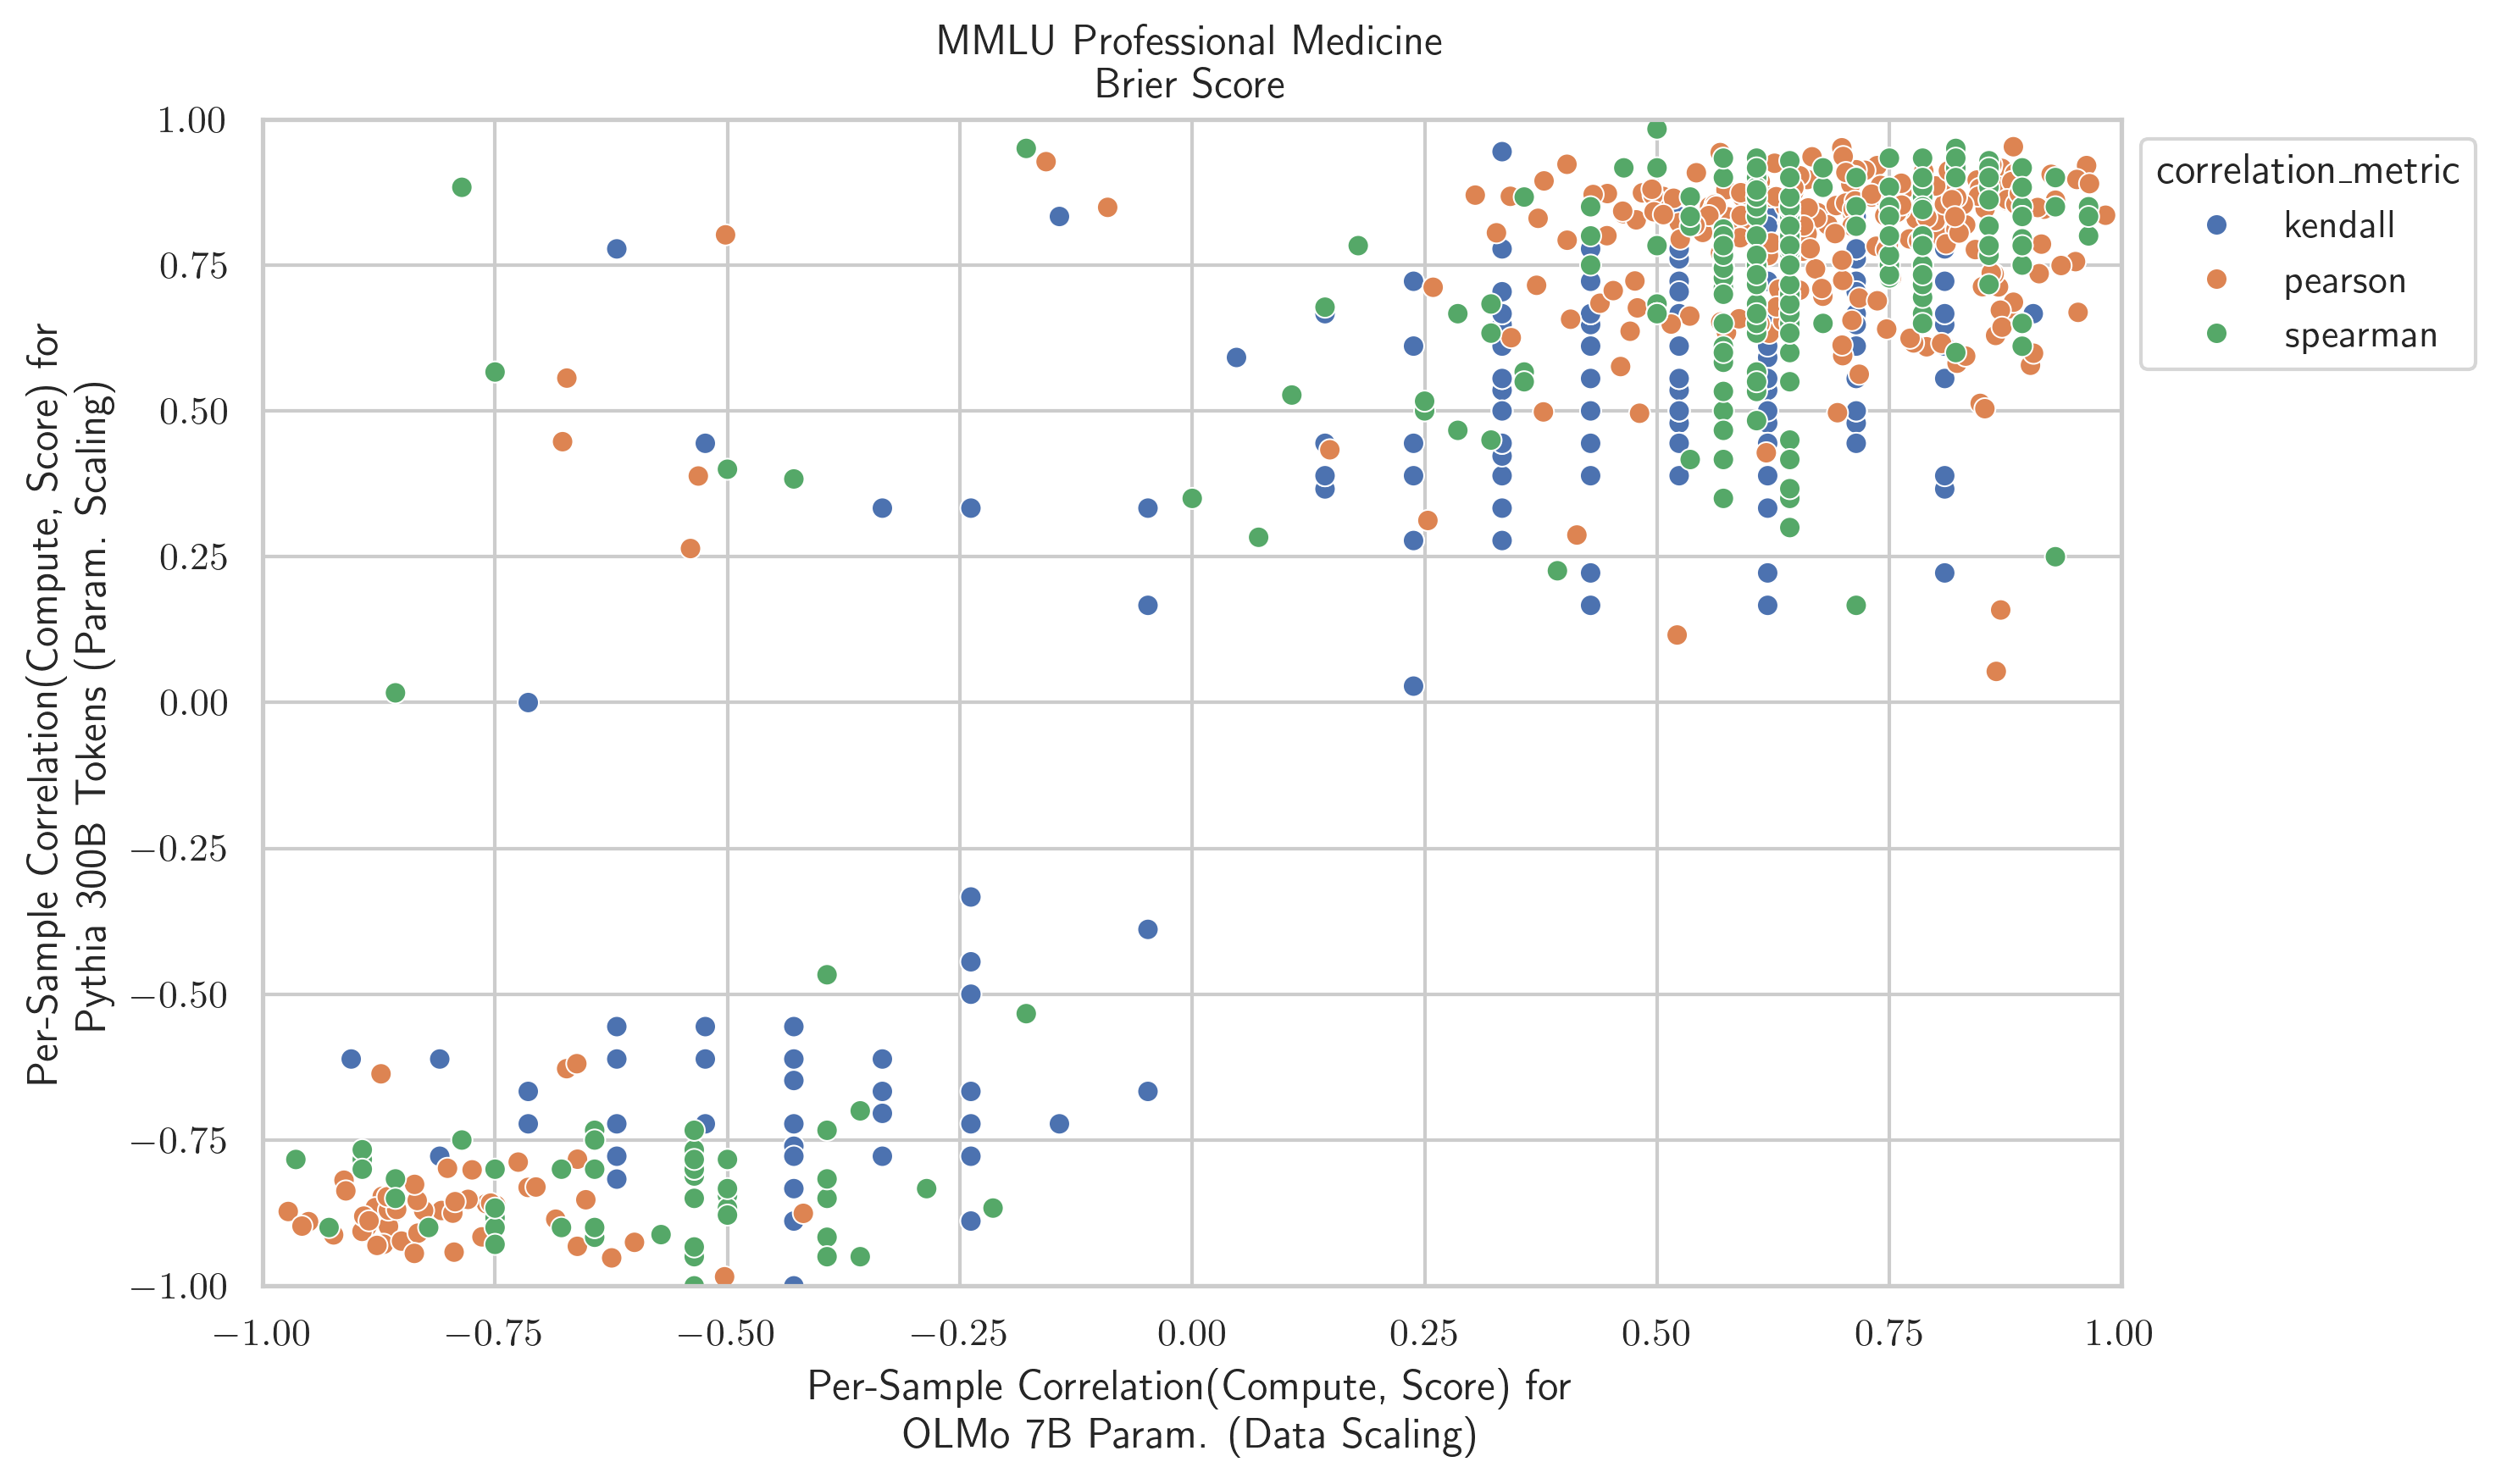 MMLU Professional Medicine
Brier Score
Per-Sample Correlation(Compute, Score) for
Pythia 300B Tokens (Param. Scaling)
1.00
0.75
0.50
0.25
0.00
−0.25
−0.50
−0.75
−1.00
−1.00 −0.75 −0.50 −0.25 0.00 0.25 0.50 0.75 1.00
Per-Sample Correlation(Compute, Score) for
OLMo 7B Param. (Data Scaling)
correlation_metric
kendall
pearson
spearman